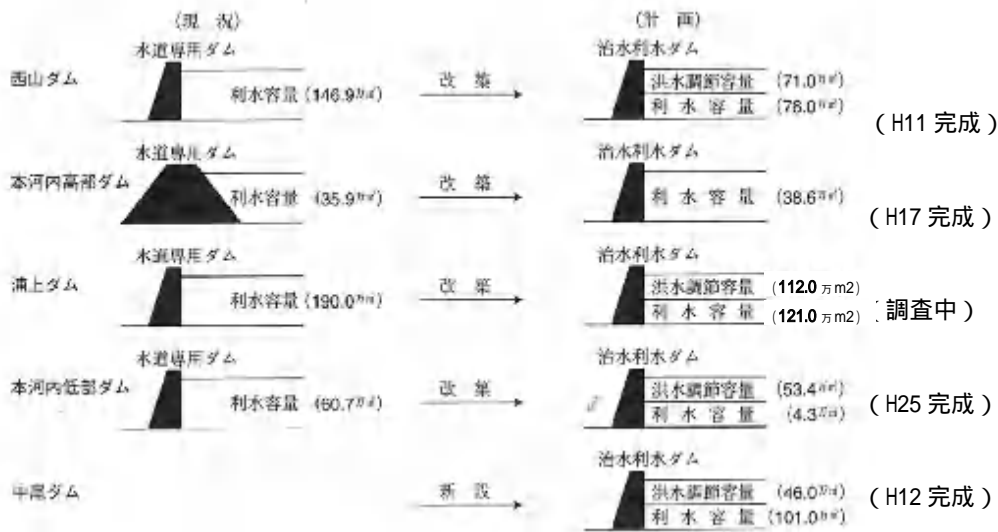 (現 況) (計 画)
水道専用ダム 治水利水ダム
西山ダム 利水容量 (146.9万㎥) 改 築 洪水調節容量 (71.0万㎥)
利 水 容 量 (78.0万㎥)
(H11 完成)
水道専用ダム 治水利水ダム
本河内高部ダム 利水容量 (35.9万㎥) 改 築 利 水 容 量 (38.6万㎥)
(H17 完成)
水道専用ダム 治水利水ダム
浦上ダム 利水容量 (190.0万㎥) 改 築 洪水調節容量 (112.0 万m2)
利 水 容 量 (121.0 万m2)
(調査中)
水道専用ダム 治水利水ダム
本河内低部ダム 利水容量 (60.7万㎥) 改 築 洪水調節容量 (53.4万㎥)
利 水 容 量 (4.3万㎥)
(H25 完成)
治水利水ダム
中尾ダム 新 設 洪水調節容量 (46.0万㎥)
利 水 容 量 (101.0万㎥)
(H12 完成)